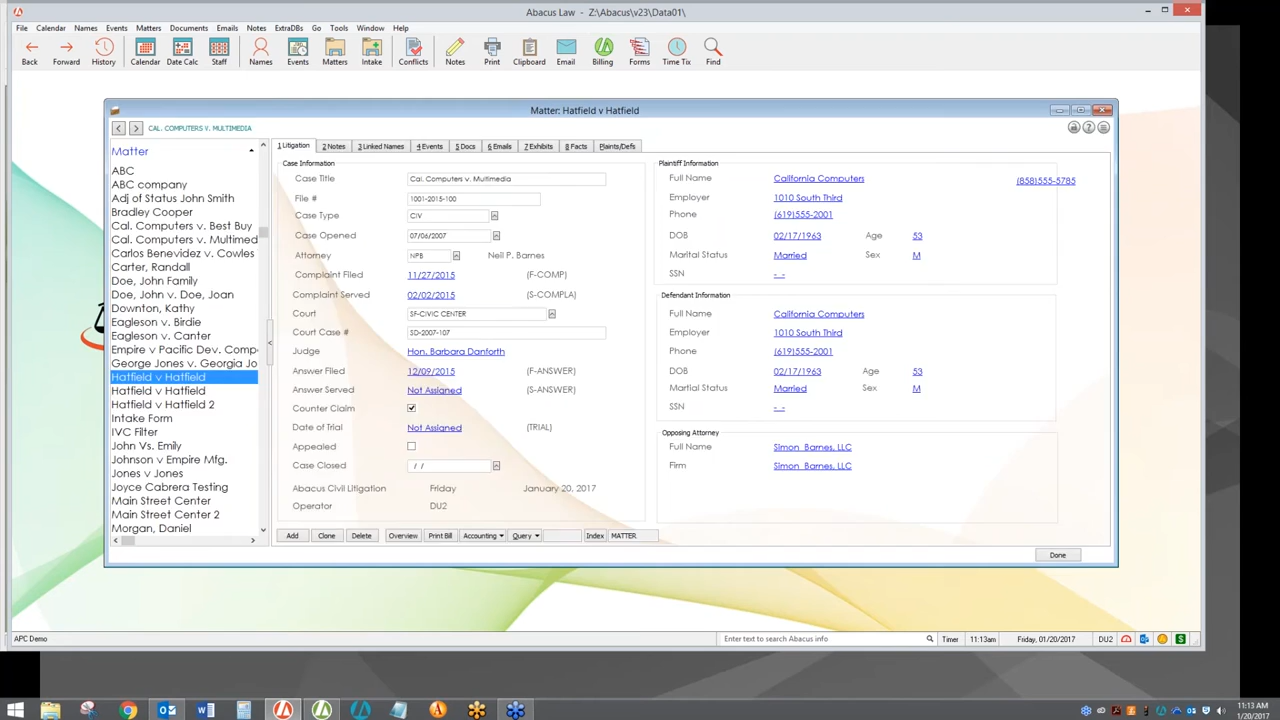 Abacus Law - Z:\Abacus\v23\Data01\
File Calendar Names Events Matters Documents Emails Notes ExtraDBs Go Tools Window Help
Back Forward History Calendar Date Calc Staff Names Events Matters Intake Conflicts Notes Print Clipboard Email Billing Forms Time Tix Find
Matter: Hatfield v Hatfield
CAL. COMPUTERS V. MULTIMEDIA
Matter
ABC
ABC company
Adj of Status John Smith
Bradley Cooper
Cal. Computers v. Best Buy
Cal. Computers v. Multimed
Carlos Benevidez v. Cowles
Carter, Randall
Doe, John Family
Doe, John v. Doe, Joan
Downton, Kathy
Eagleson v. Birdie
Eagleson v. Canter
Empire v Pacific Dev. Comp
George Jones v. Georgia Jo
Hatfield v Hatfield
Hatfield v Hatfield
Hatfield v Hatfield 2
Intake Form
IVC Filter
John Vs. Emily
Johnson v Empire Mfg.
Jones v Jones
Joyce Cabrera Testing
Main Street Center
Main Street Center 2
Morgan, Daniel
1 Litigation 2 Notes 3 Linked Names 4 Events 5 Docs 6 Emails 7 Exhibits 8 Facts Plaints/Defs
Case Information
Case Title Cal. Computers v. Multimedia
File # 1001-2015-100
Case Type CIV
Case Opened 07/06/2007
Attorney NPB Neil P. Barnes
Complaint Filed 11/27/2015 (F-COMP)
Complaint Served 02/02/2015 (S-COMPLA)
Court SF-CIVIC CENTER
Court Case # SD-2007-107
Judge Hon. Barbara Danforth
Answer Filed 12/09/2015 (F-ANSWER)
Answer Served Not Assigned (S-ANSWER)
Counter Claim
Date of Trial Not Assigned (TRIAL)
Appealed
Case Closed / /
Abacus Civil Litigation Friday January 20, 2017
Operator DU2
Plaintiff Information
Full Name California Computers (858)555-5785
Employer 1010 South Third
Phone (619)555-2001
DOB 02/17/1963 Age 53
Marital Status Married Sex M
SSN - -
Defendant Information
Full Name California Computers
Employer 1010 South Third
Phone (619)555-2001
DOB 02/17/1963 Age 53
Martial Status Married Sex M
SSN - -
Opposing Attorney
Full Name Simon Barnes, LLC
Firm Simon Barnes, LLC
Add Clone Delete Overview Print Bill Accounting Query Index MATTER
Done
APC Demo Enter text to search Abacus info Timer 11:13am Friday, 01/20/2017 DU2
11:13 AM
1/20/2017